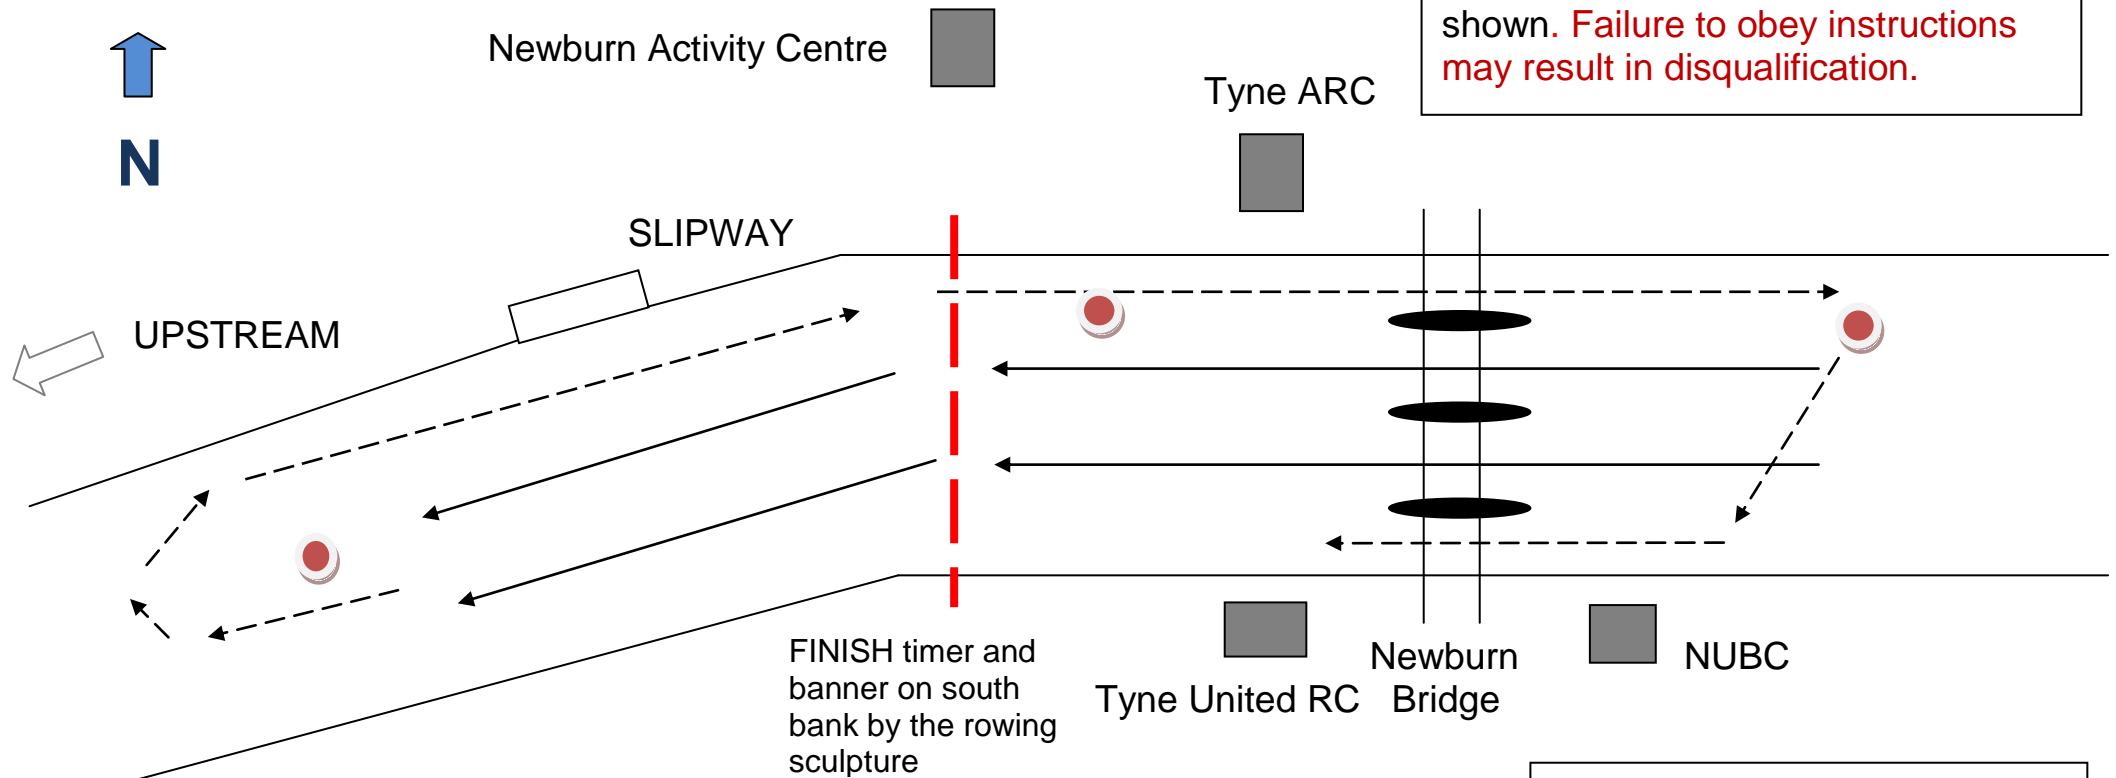 shown. Failure to obey instructions
may result in disqualification.
Newburn Activity Centre
Tyne ARC
N
SLIPWAY
UPSTREAM
FINISH timer and
banner on south
bank by the rowing
sculpture
Tyne United RC
Newburn
Bridge
NUBC